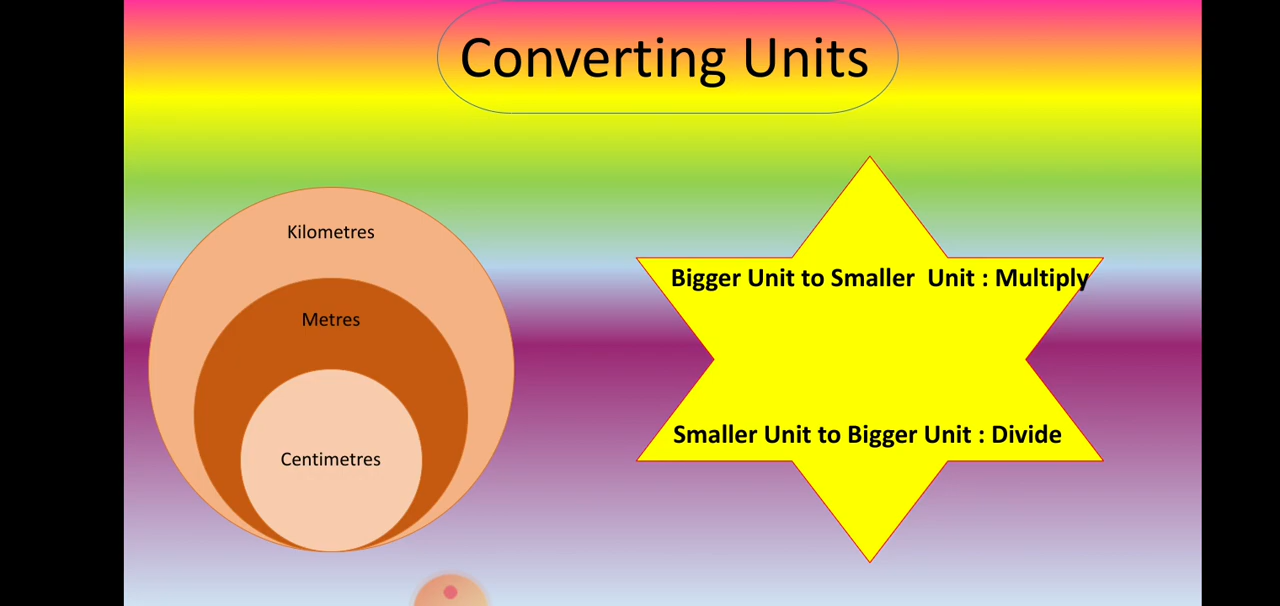 Converting Units
Kilometres
Metres
Centimetres
Bigger Unit to Smaller  Unit : Multiply
Smaller Unit to Bigger Unit : Divide